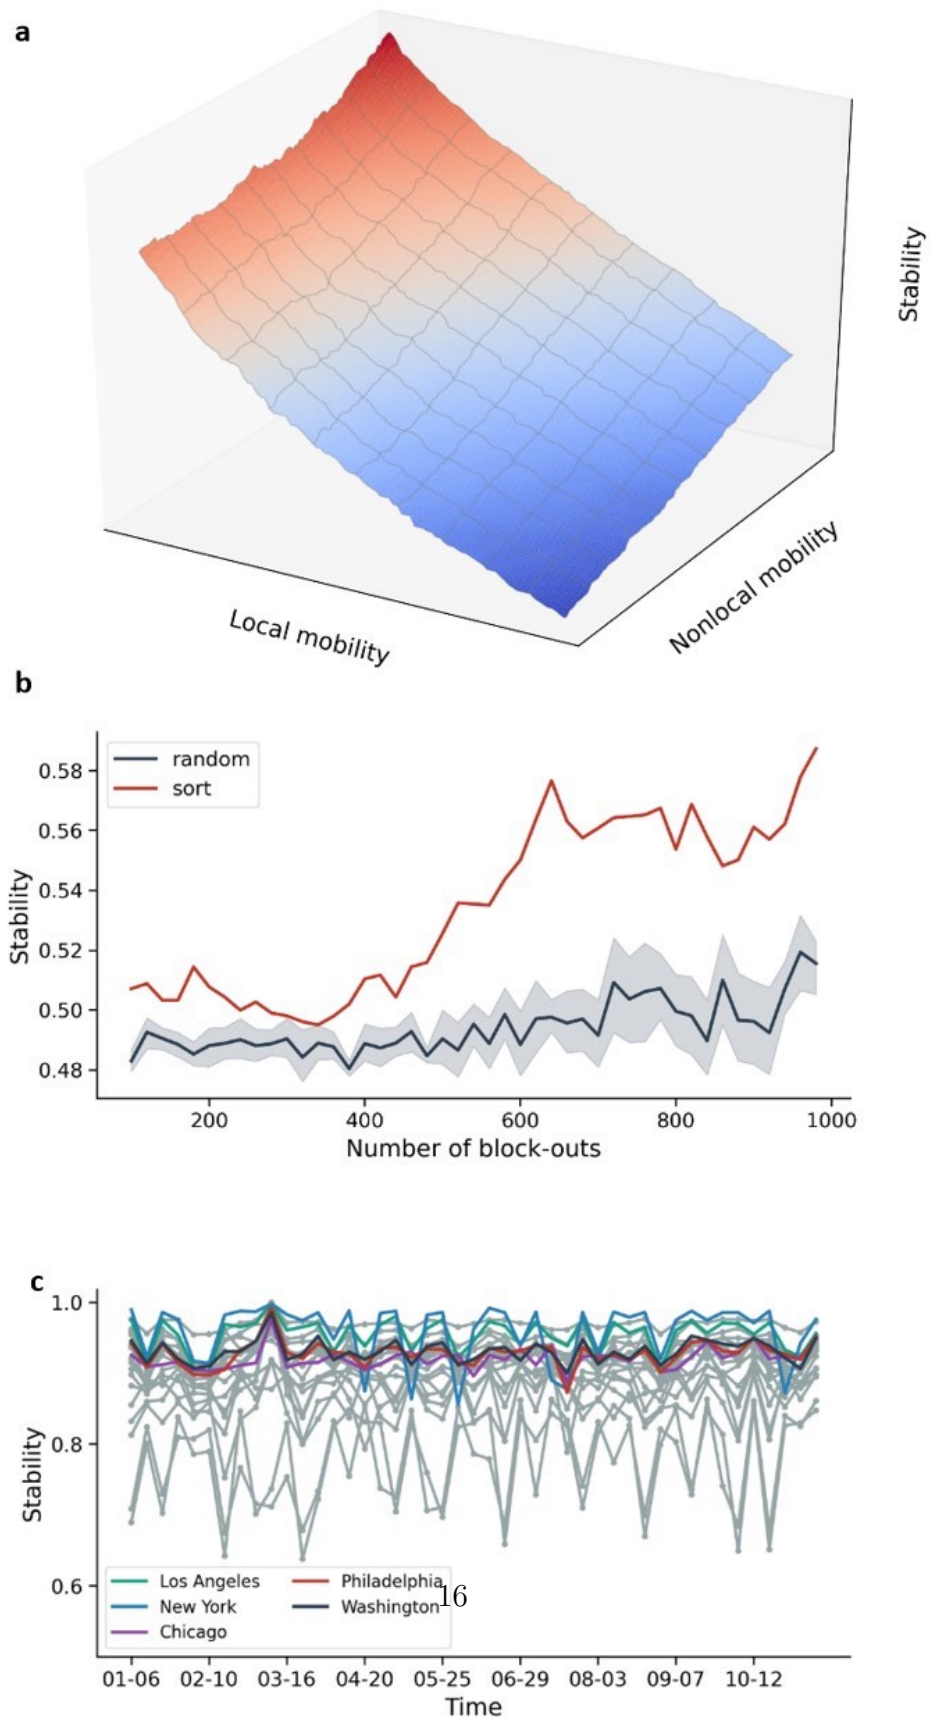 a
Stability
Local mobility
Nonlocal mobility
b
random
sort
0.58
0.56
0.54
0.52
0.50
0.48
Stability
200 400 600 800 1000
Number of block-outs
c
1.0
0.8
0.6
Stability
Los Angeles Philadelphia
New York Washington
Chicago
16
01-06 02-10 03-16 04-20 05-25 06-29 08-03 09-07 10-12
Time